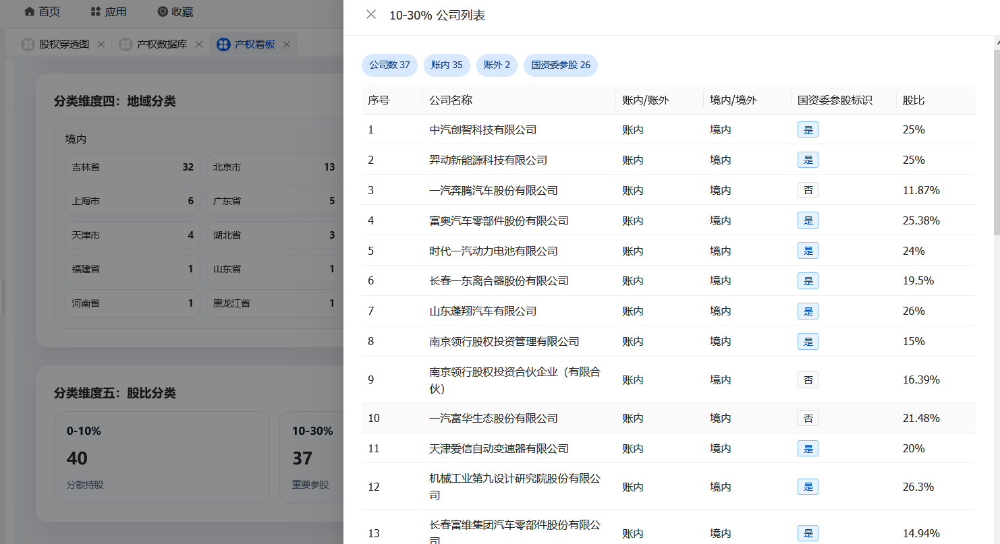 首页 应用 收藏
股权穿透图 产权数据库 产权看板
分类维度四：地域分类
境内
吉林省 32 北京市 13
上海市 6 广东省 5
天津市 4 湖北省 3
福建省 1 山东省 1
河南省 1 黑龙江省 1
分类维度五：股比分类
0-10% 10-30%
40 37
分散持股 重要参股
10-30% 公司列表
公司数 37 账内 35 账外 2 国资委参股 26
序号 公司名称 账内/账外 境内/境外 国资委参股标识 股比
1 中汽创智科技有限公司 账内 境内 是 25%
2 羿动新能源科技有限公司 账内 境内 是 25%
3 一汽奔腾汽车股份有限公司 账内 境内 否 11.87%
4 富奥汽车零部件股份有限公司 账内 境内 是 25.38%
5 时代一汽动力电池有限公司 账内 境内 是 24%
6 长春一东离合器股份有限公司 账内 境内 是 19.5%
7 山东蓬翔汽车有限公司 账内 境内 是 26%
8 南京领行股权投资管理有限公司 账内 境内 是 15%
9 南京领行股权投资合伙企业（有限合 账内 境内 否 16.39%
伙）
10 一汽富华生态股份有限公司 账内 境内 否 21.48%
11 天津爱信自动变速器有限公司 账内 境内 是 20%
12 机械工业第九设计研究院股份有限公 账内 境内 是 26.3%
司
13 长春富维集团汽车零部件股份有限公 账内 境内 是 14.94%
司